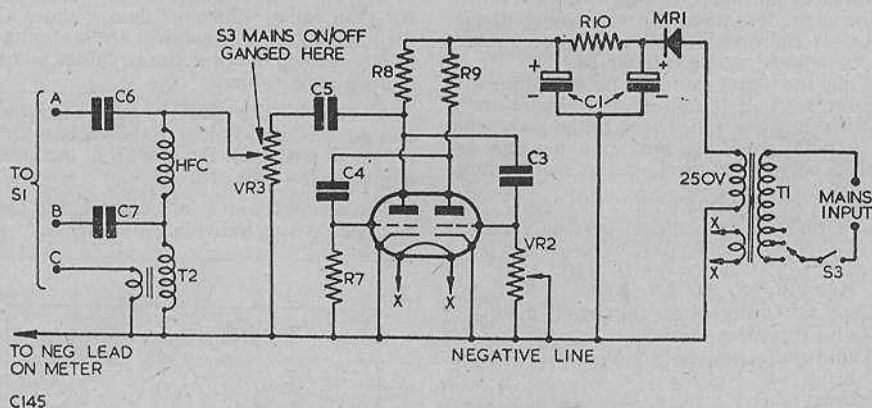 S3 MAINS ON/OFF
GANGED HERE
R10
MR1
R8
R9
C1
+
-
+
-
C5
A
C6
TO
S1
HFC
VR3
C4
C3
250V
T1
MAINS
INPUT
B
C7
C
T2
R7
VR2
X
X
X
X
S3
TO NEG LEAD
ON METER
NEGATIVE LINE
C145